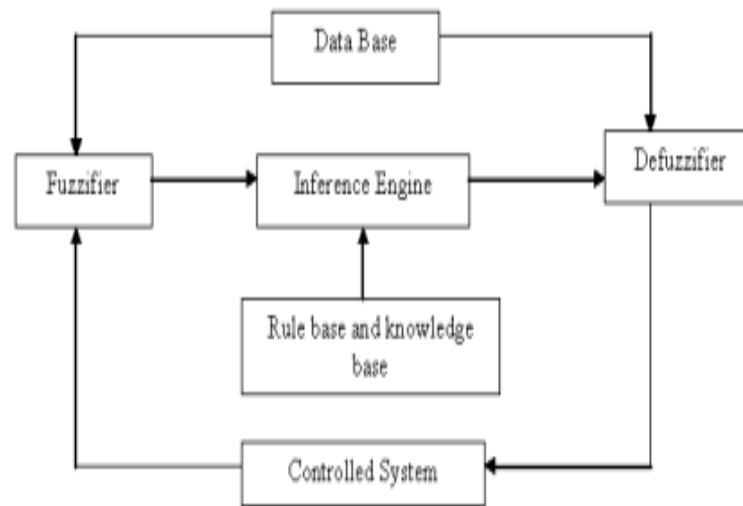 Data Base
Fuzzifier
Inference Engine
Defuzzifier
Rule base and knowledge
base
Controlled System